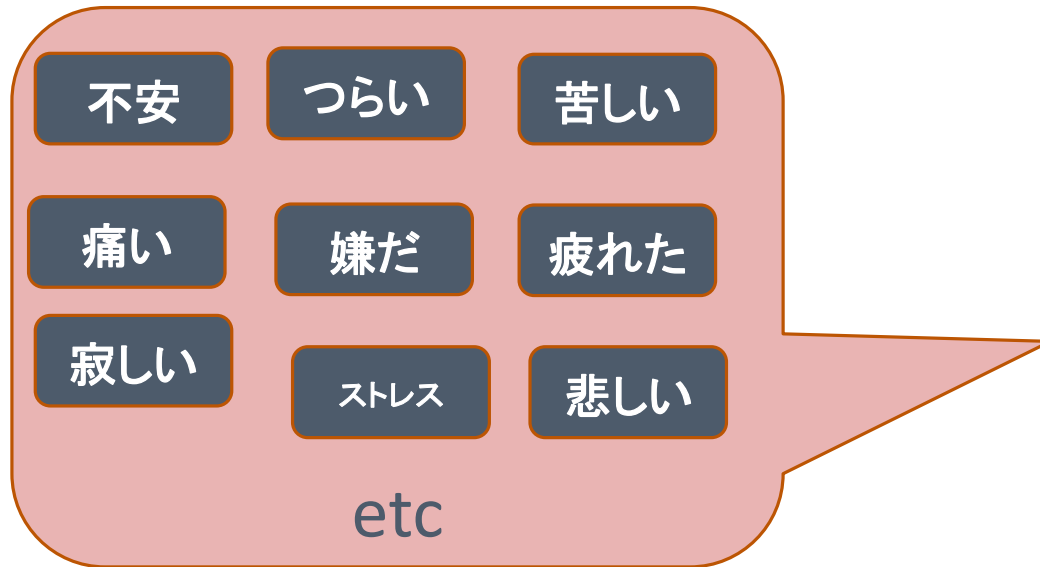 不安
つらい
苦しい
痛い
嫌だ
疲れた
寂しい
ストレス
悲しい
etc